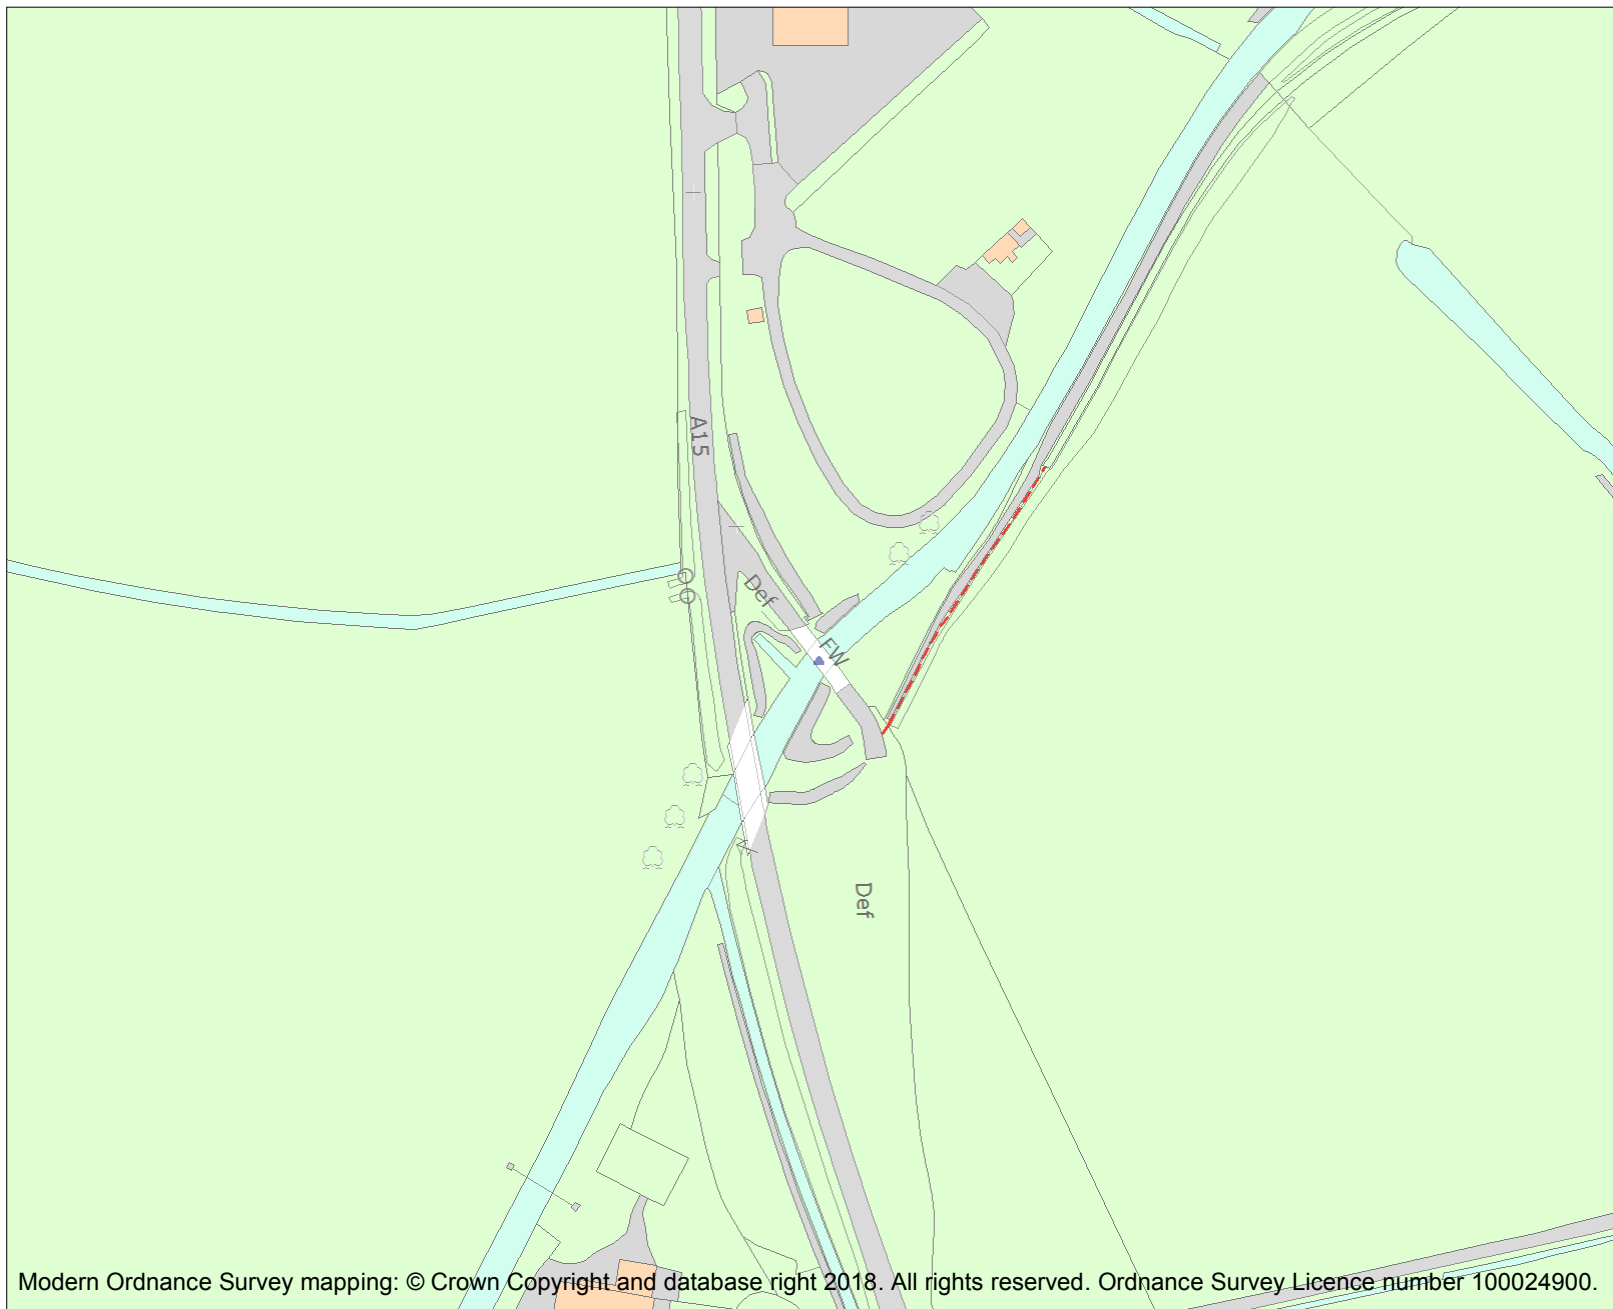 A15
Def
FW
Def
Modern Ordnance Survey mapping: © Crown Copyright and database right 2018. All rights reserved. Ordnance Survey Licence number 100024900.